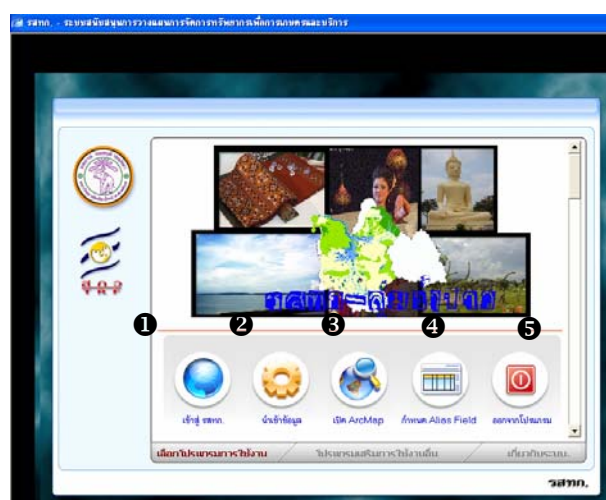 รสทก. - ระบบสนับสนุนการวางแผนการจัดการทรัพยากรเพื่อการเกษตรและบริการ
❶ ❷ ❸ ❹ ❺
เข้าสู่ รสทก. นำเข้าข้อมูล เปิด ArcMap กำหนด Alias Field ออกจากโปรแกรม
เลือกโปรแกรมการใช้งาน โปรแกรมเสริมการใช้งานอื่น เกี่ยวกับระบบ..
รสทก.